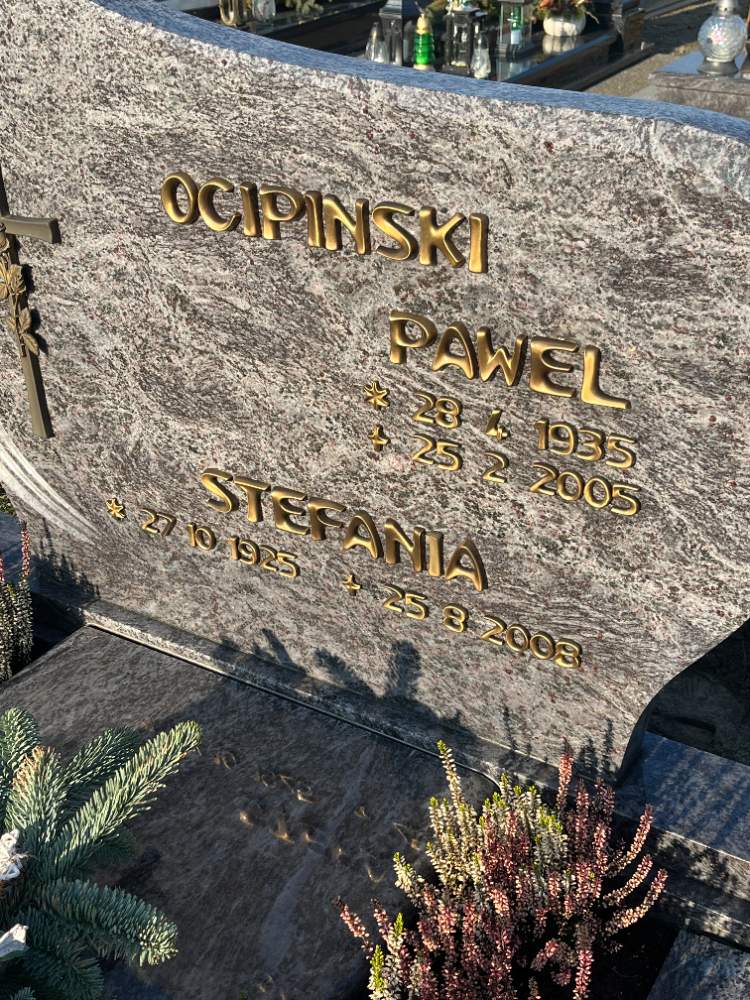 OCIPINSKI
PAWEL
* 28 4 1935
+ 25 2 2005
STEFANIA
* 27 10 1925 + 25 8 2008